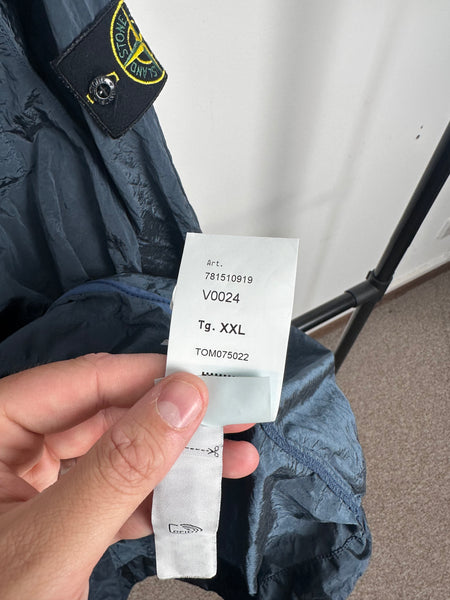 STONE
ISLAND
Art.
781510919
V0024
Tg. XXL
TOM075022